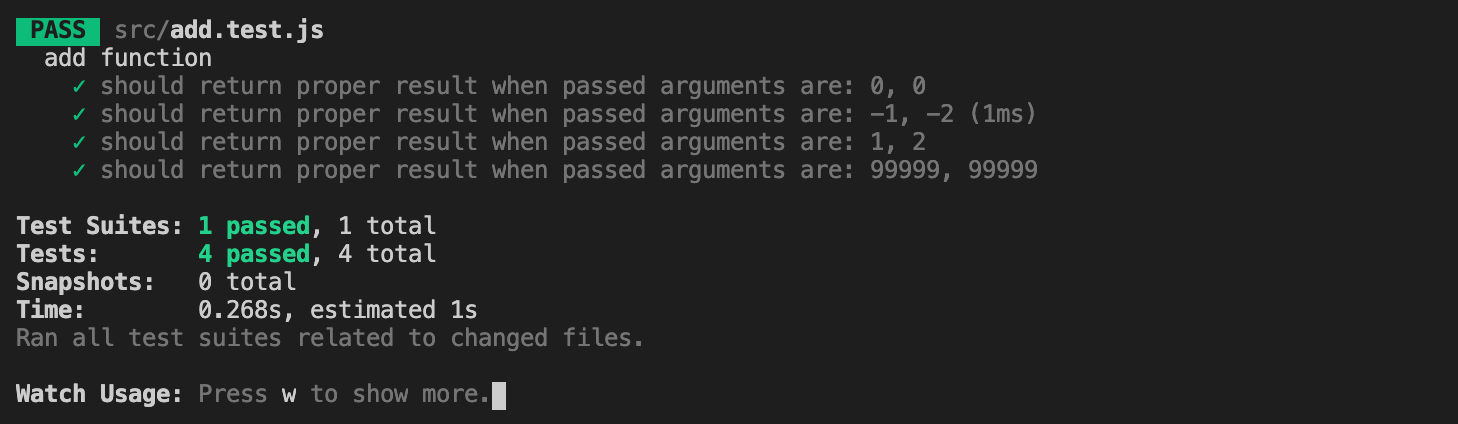 PASS src/add.test.js
add function
✓ should return proper result when passed arguments are: 0, 0
✓ should return proper result when passed arguments are: -1, -2 (1ms)
✓ should return proper result when passed arguments are: 1, 2
✓ should return proper result when passed arguments are: 99999, 99999
Test Suites: 1 passed, 1 total
Tests: 4 passed, 4 total
Snapshots: 0 total
Time: 0.268s, estimated 1s
Ran all test suites related to changed files.
Watch Usage: Press w to show more.